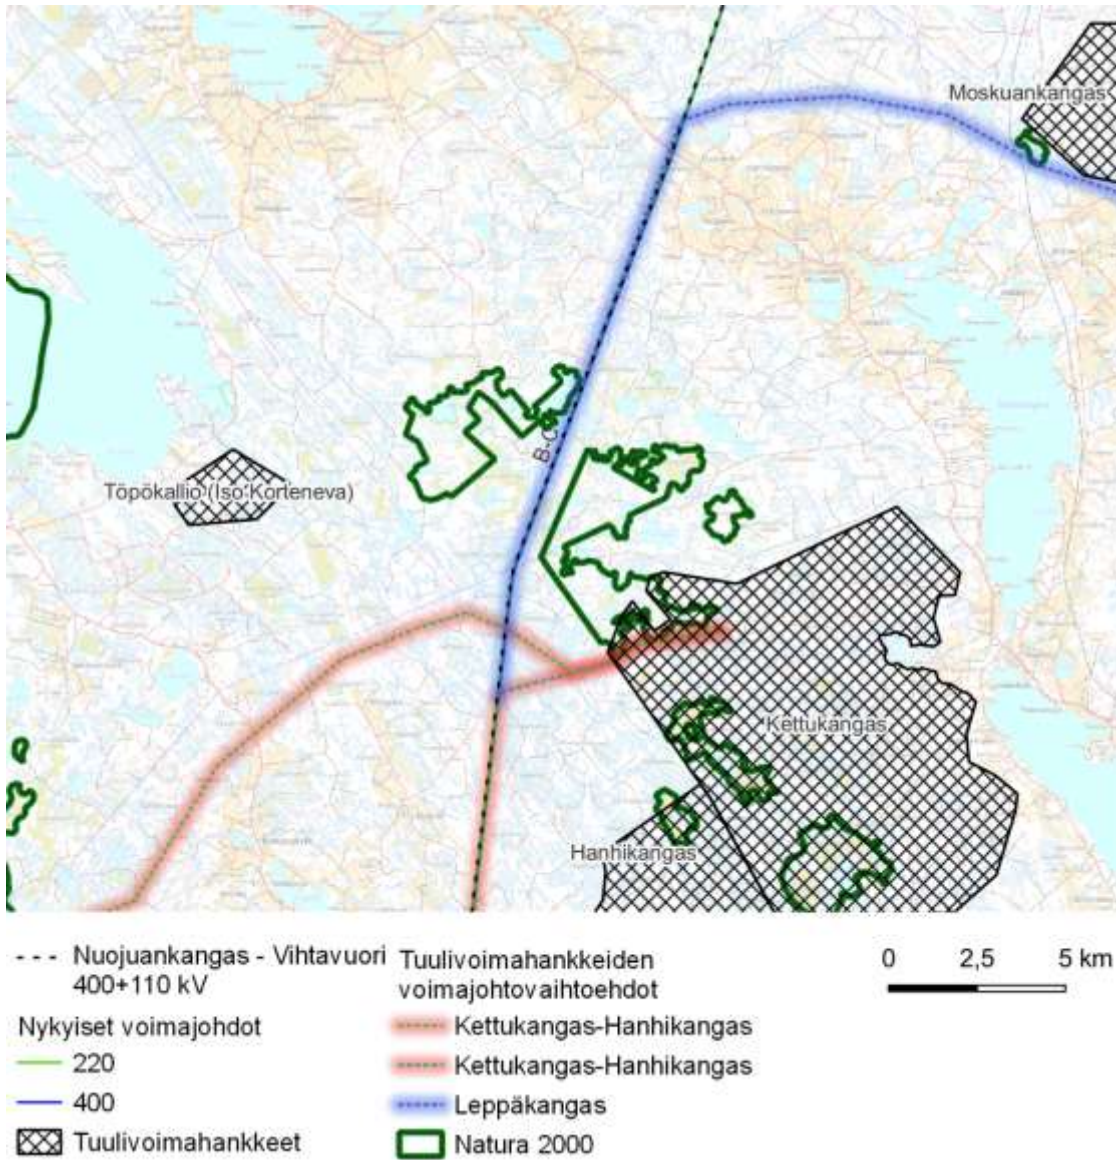 Moskuankangas
B-C
Töpökallio (Iso Korteneva)
Kettukangas
Hanhikangas
Nuojuankangas - Vihtavuori
400+110 kV
Nykyiset voimajohdot
220
400
Tuulivoimahankkeet
Tuulivoimahankkeiden
voimajohtovaihtoehdot
Kettukangas-Hanhikangas
Kettukangas-Hanhikangas
Leppäkangas
Natura 2000
0 2,5 5 km